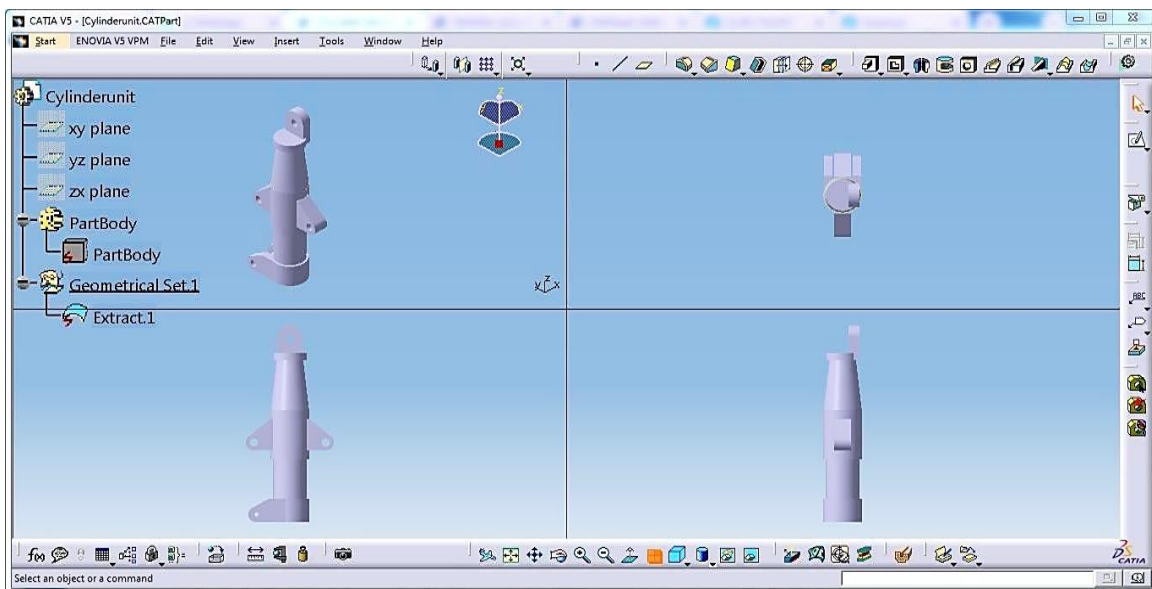 CATIA V5 - [Cylinderunit.CATPart]
Start ENOVIA V5 VPM File Edit View Insert Tools Window Help
Cylinderunit
xy plane
yz plane
zx plane
PartBody
PartBody
Geometrical Set.1
Extract.1
z
y z x
ABC
f(x)
CATIA
Select an object or a command